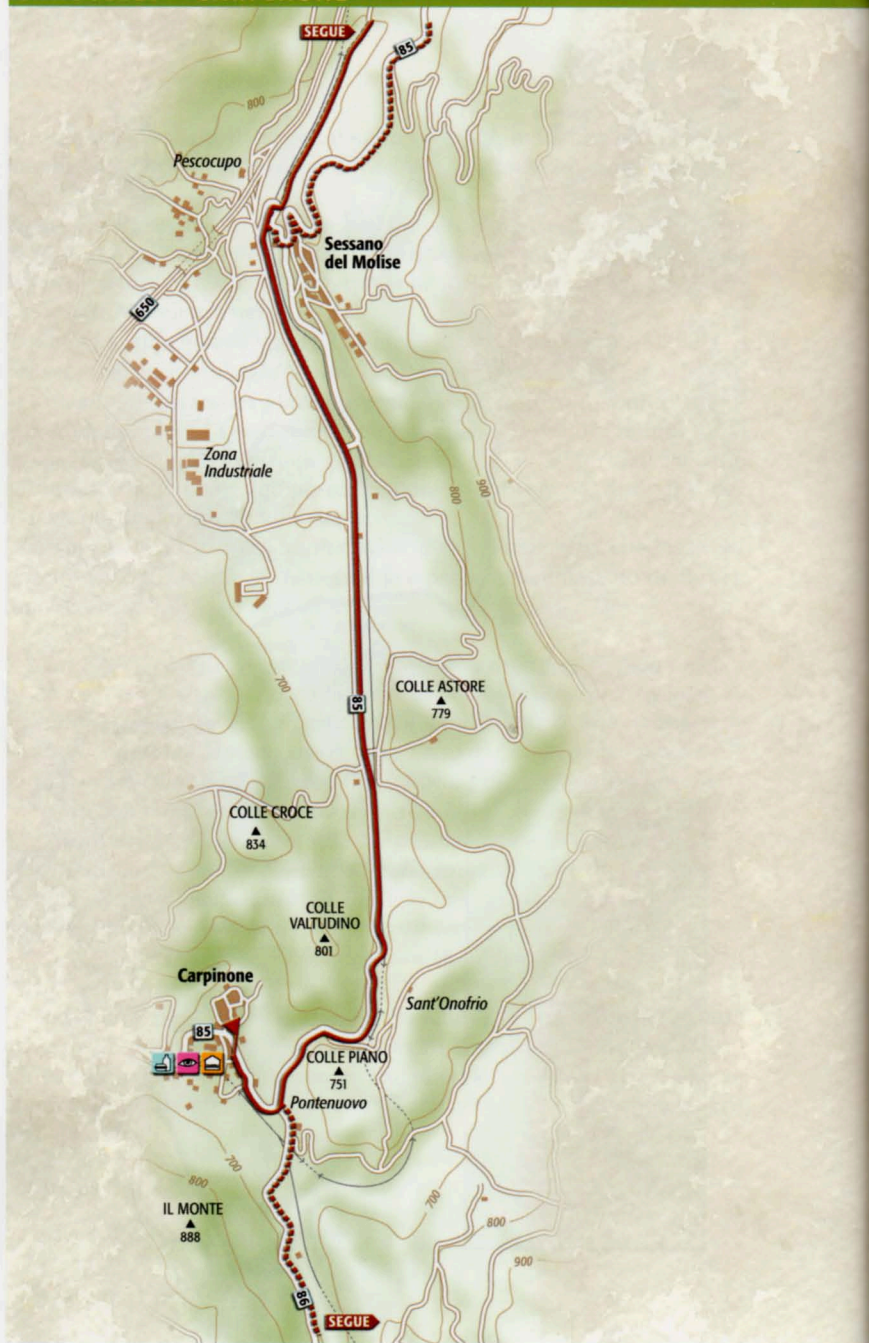 SEGUE
85
800
Pescocupo
Sessano
del Molise
650
Zona
Industriale
800
900
700
85
COLLE ASTORE
779
COLLE CROCE
834
COLLE
VALTUDINO
801
Carpinone
Sant'Onofrio
85
COLLE PIANO
751
Pontenuovo
700
800
700
IL MONTE
888
800
900
86
SEGUE